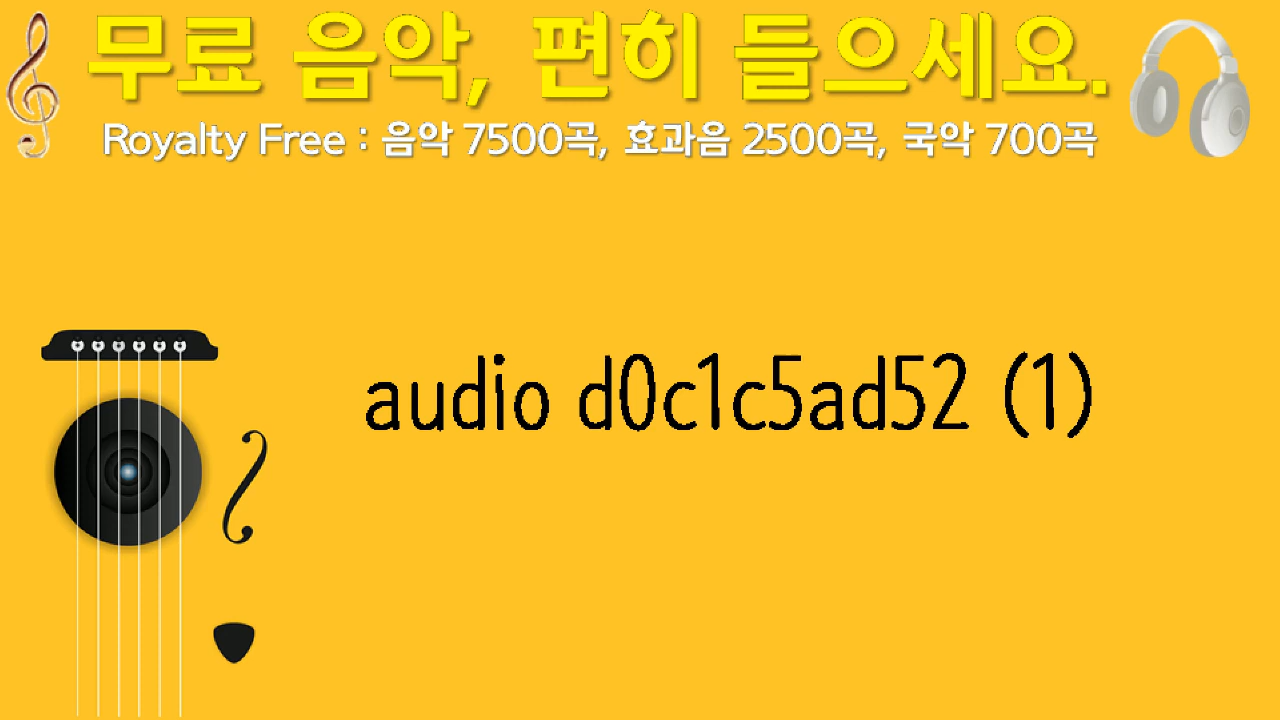 무료 음악, 편히 들으세요.
Royalty Free : 음악 7500곡, 효과음 2500곡, 국악 700곡
audio d0c1c5ad52 (1)